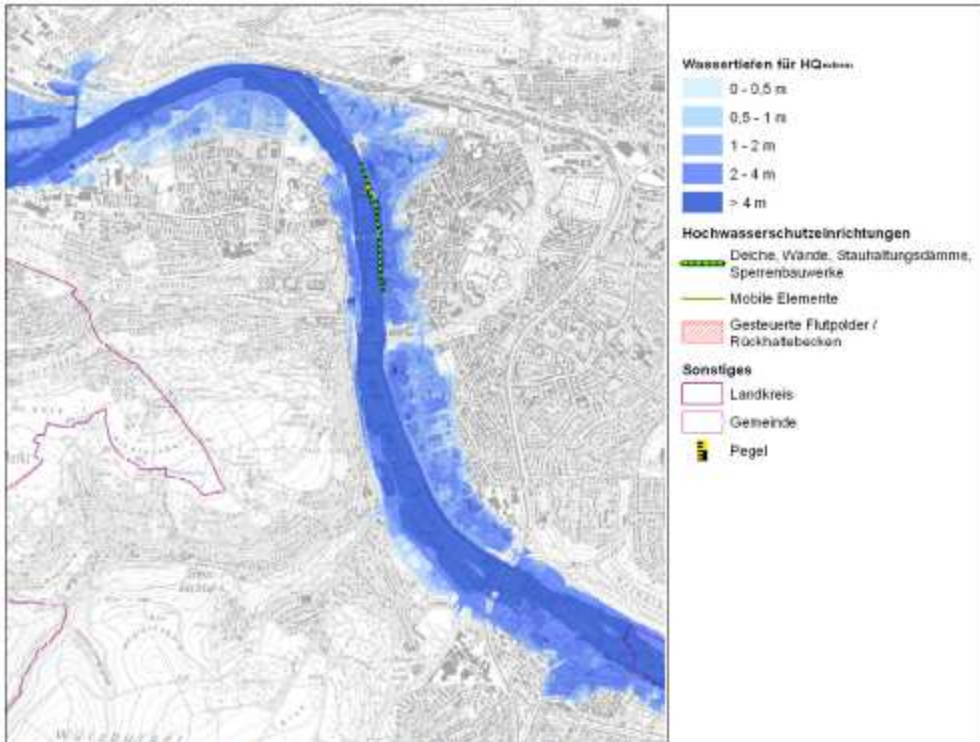 Wassertiefen für HQextrem
0 - 0,5 m
0,5 - 1 m
1 - 2 m
2 - 4 m
> 4 m
Hochwasserschutzeinrichtungen
Deiche, Wände, Stauhaltungsdämme,
Sperrenbauwerke
Mobile Elemente
Gesteuerte Flutpolder /
Rückhaltebecken
Sonstiges
Landkreis
Gemeinde
Pegel